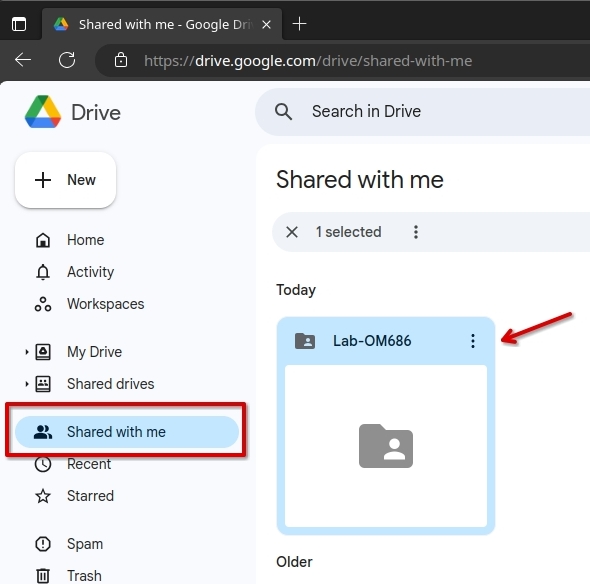 Shared with me - Google Dri
https://drive.google.com/drive/shared-with-me
Drive
Search in Drive
New
Home
Activity
Workspaces
My Drive
Shared drives
Shared with me
Recent
Starred
Spam
Trash
Shared with me
1 selected
Today
Lab-OM686
Older